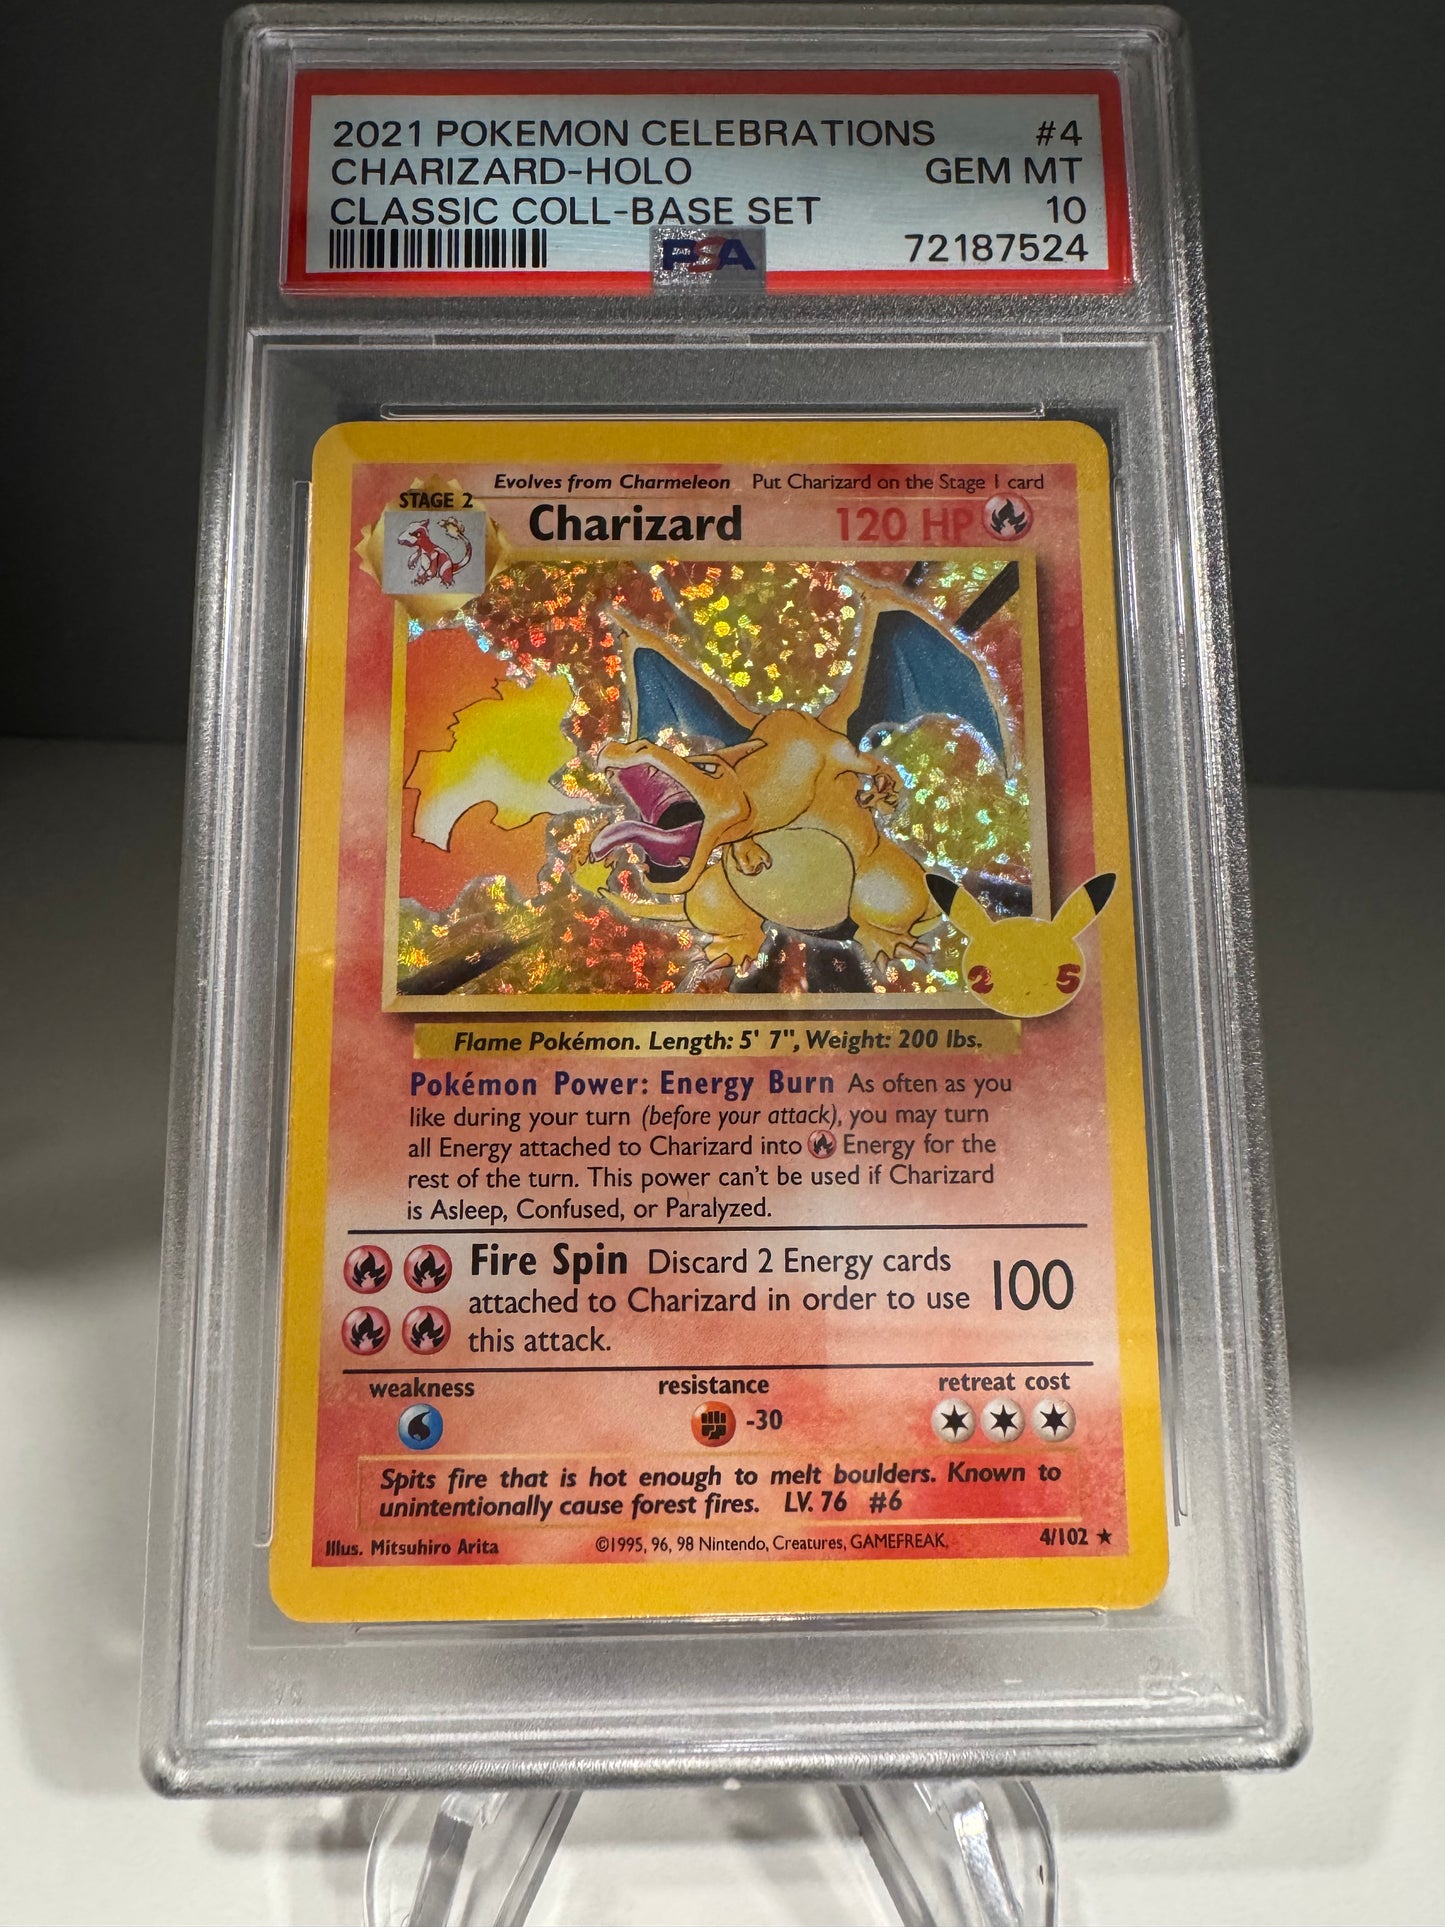 2021 POKEMON CELEBRATIONS #4
CHARIZARD-HOLO GEM MT
CLASSIC COLL-BASE SET 10
PSA 72187524
Evolves from Charmeleon Put Charizard on the Stage 1 card
STAGE 2
Charizard 120 HP
2 5
Flame Pokémon. Length: 5' 7", Weight: 200 lbs.
Pokémon Power: Energy Burn As often as you
like during your turn (before your attack), you may turn
all Energy attached to Charizard into Energy for the
rest of the turn. This power can't be used if Charizard
is Asleep, Confused, or Paralyzed.
Fire Spin Discard 2 Energy cards
attached to Charizard in order to use 100
this attack.
weakness resistance retreat cost
-30
Spits fire that is hot enough to melt boulders. Known to
unintentionally cause forest fires. LV. 76 #6
Illus. Mitsuhiro Arita ©1995, 96, 98 Nintendo, Creatures, GAMEFREAK. 4/102 ★